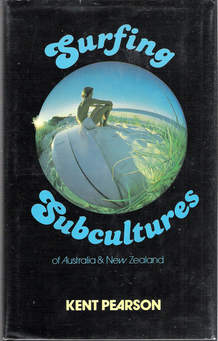 Surfing
Subcultures
of Australia & New Zealand
KENT PEARSON